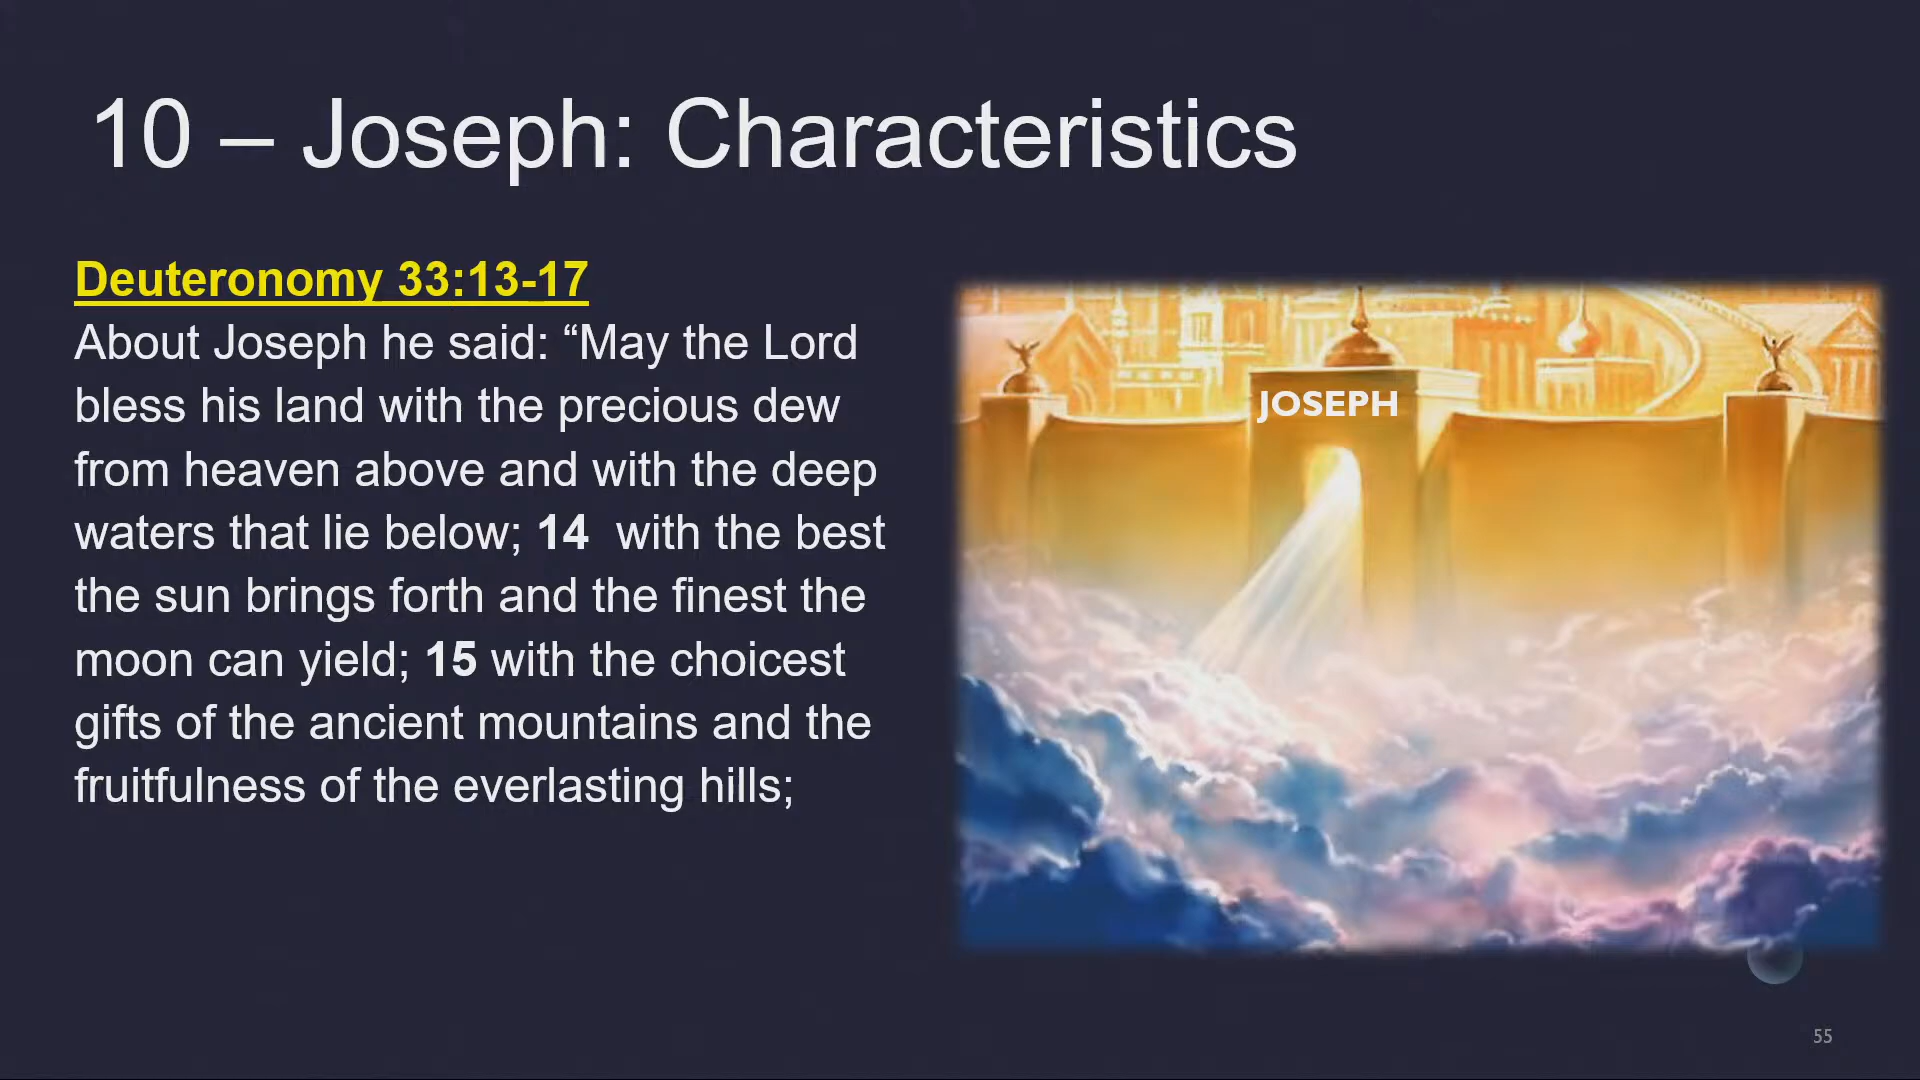 10 – Joseph: Characteristics
Deuteronomy 33:13-17
About Joseph he said: “May the Lord
bless his land with the precious dew
from heaven above and with the deep
waters that lie below; 14  with the best
the sun brings forth and the finest the
moon can yield; 15 with the choicest
gifts of the ancient mountains and the
fruitfulness of the everlasting hills;
JOSEPH
55